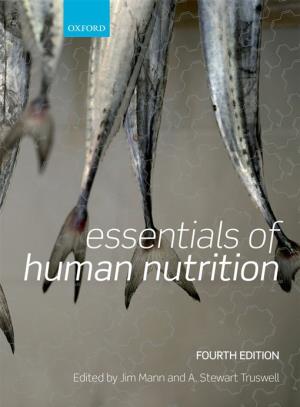 OXFORD
essentials of
human nutrition
FOURTH EDITION
Edited by Jim Mann and A. Stewart Truswell